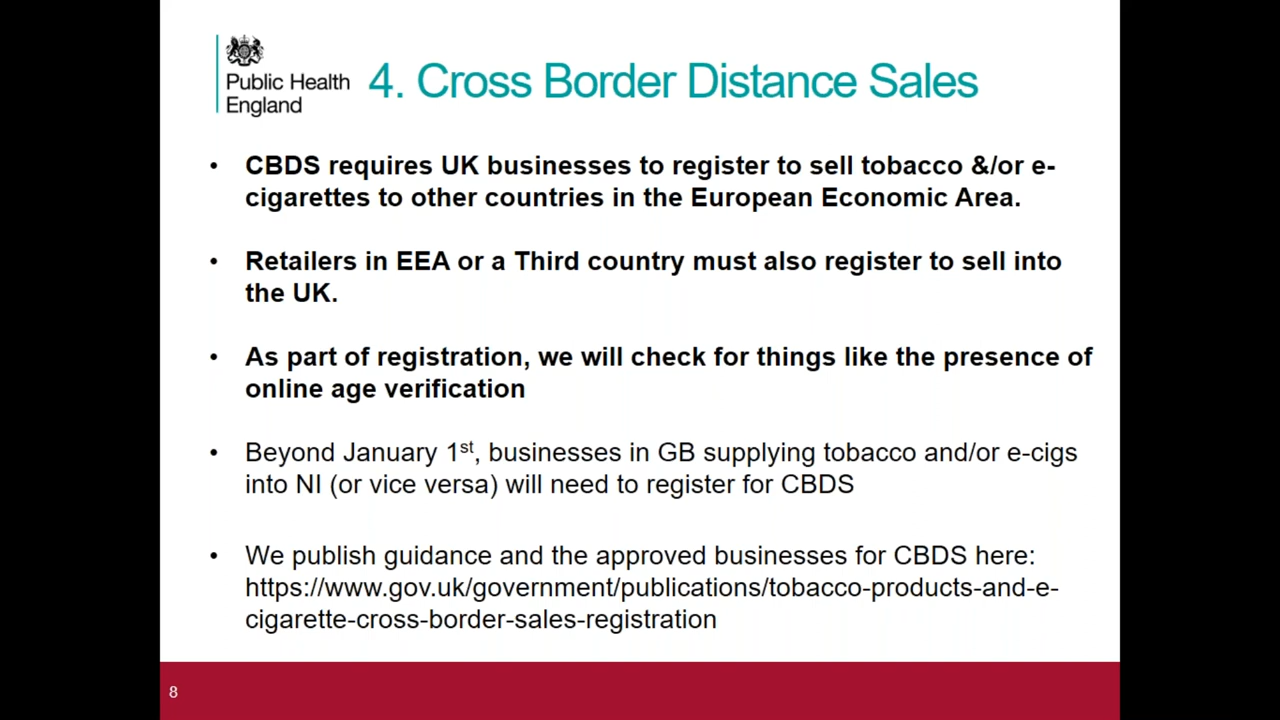 Public Health
England
4. Cross Border Distance Sales
• CBDS requires UK businesses to register to sell tobacco &/or e-
cigarettes to other countries in the European Economic Area.
• Retailers in EEA or a Third country must also register to sell into
the UK.
• As part of registration, we will check for things like the presence of
online age verification
• Beyond January 1st, businesses in GB supplying tobacco and/or e-cigs
into NI (or vice versa) will need to register for CBDS
• We publish guidance and the approved businesses for CBDS here:
https://www.gov.uk/government/publications/tobacco-products-and-e-
cigarette-cross-border-sales-registration
8